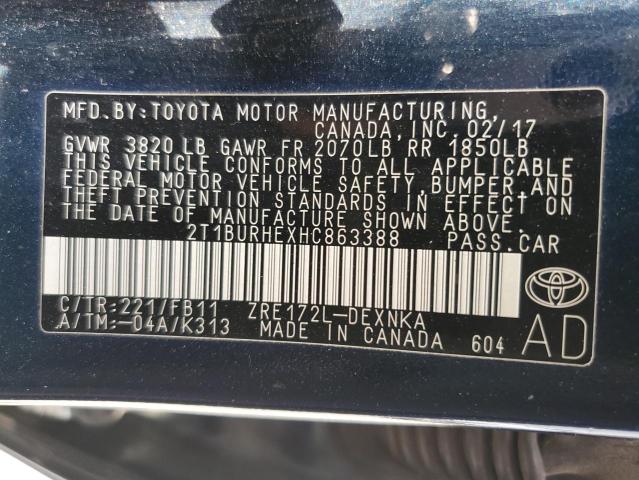 MFD. BY: TOYOTA MOTOR MANUFACTURING,
CANADA, INC. 02/17
GVWR 3820 LB GAWR FR 2070LB, RR 1850LB
THIS VEHICLE CONFORMS TO ALL APPLICABLE
FEDERAL MOTOR VEHICLE SAFETY, BUMPER, AND
THEFT PREVENTION STANDARDS IN EFFECT ON
THE DATE OF MANUFACTURE SHOWN ABOVE.
2T1BURHEXHC863388 PASS. CAR
C/TR: 221/FB11 ZRE172L-DEXNKA
A/TM: -04A/K313 MADE IN CANADA 604
AD